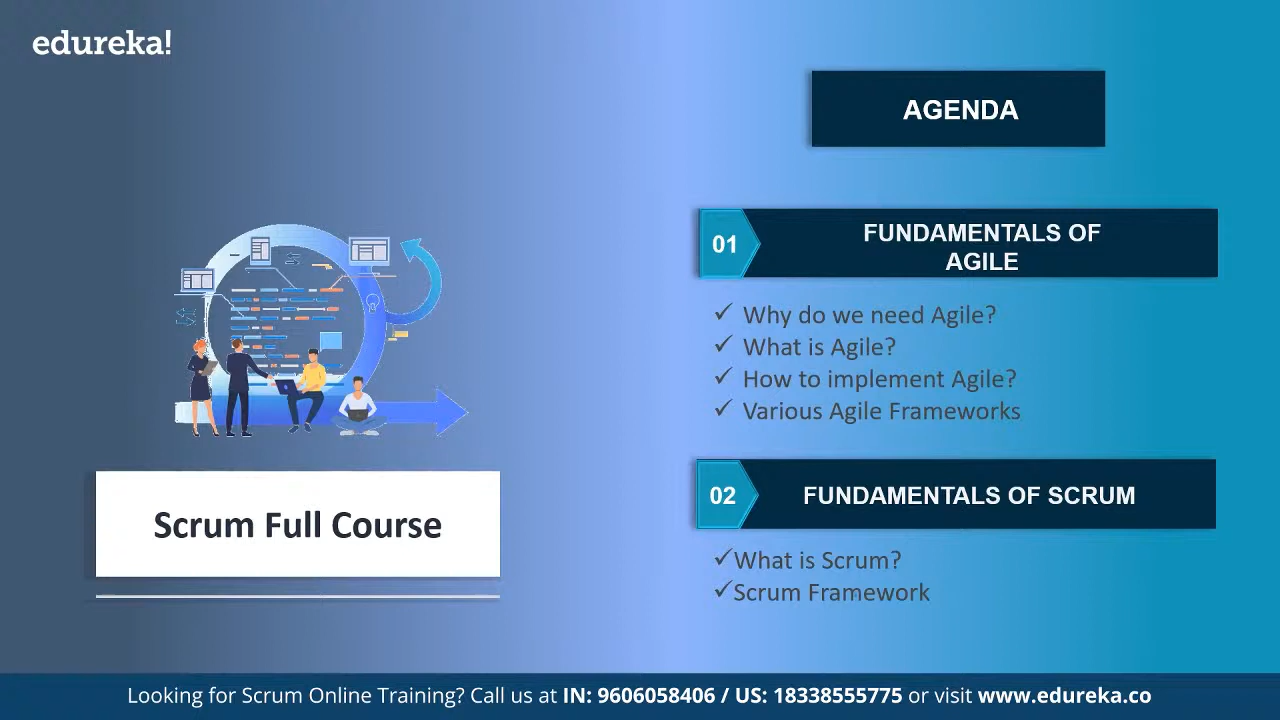 edureka!
AGENDA
01
FUNDAMENTALS OF
AGILE
✓ Why do we need Agile?
✓ What is Agile?
✓ How to implement Agile?
✓ Various Agile Frameworks
02
FUNDAMENTALS OF SCRUM
✓What is Scrum?
✓Scrum Framework
Scrum Full Course
Looking for Scrum Online Training? Call us at IN: 9606058406 / US: 18338555775 or visit www.edureka.co